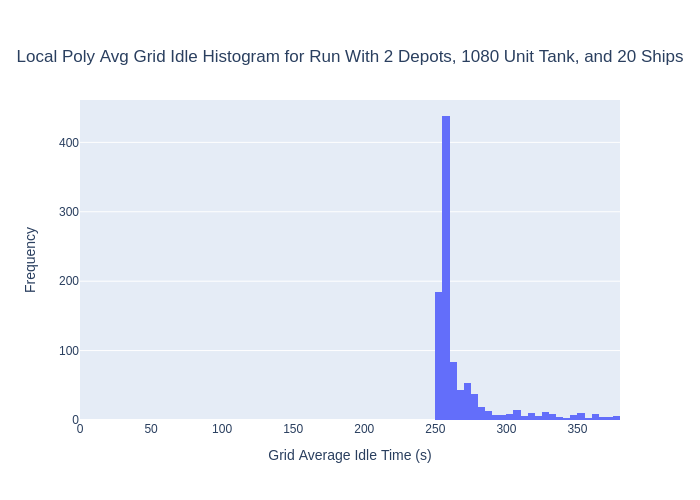 Local Poly Avg Grid Idle Histogram for Run With 2 Depots, 1080 Unit Tank, and 20 Ships
400
300
200
100
0
Frequency
0 50 100 150 200 250 300 350
Grid Average Idle Time (s)